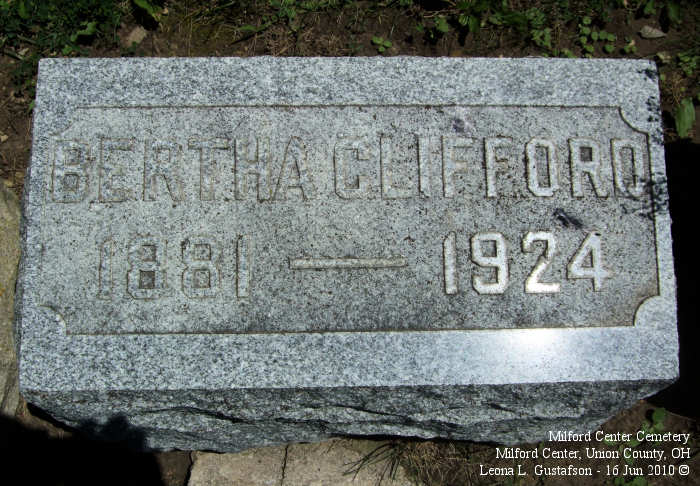 BERTHA CLIFFORD
1881 — 1924
Milford Center Cemetery
Milford Center, Union County, OH
Leona L. Gustafson - 16 Jun 2010 ©